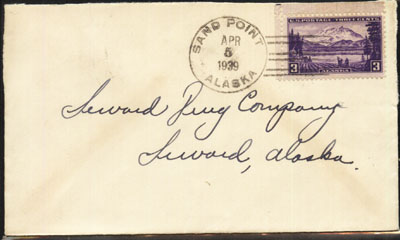 SAND POINT
APR
5
1939
ALASKA
U.S. POSTAGE THREE CENTS
3 3
Seward Drug Company
Seward, Alaska.